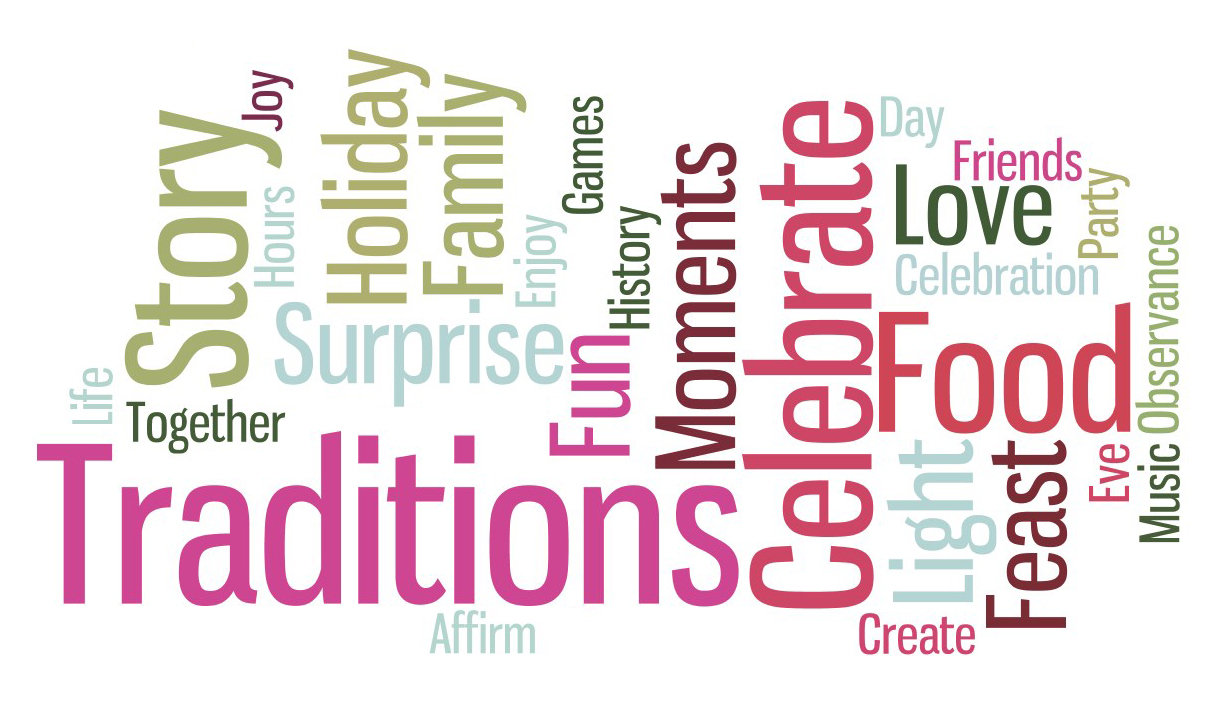 Joy
Story
Hours
Holiday
Family
Games
Enjoy
History
Moments
Celebrate
Day
Friends
Love
Party
Celebration
Observance
Surprise
Fun
Food
Life
Together
Traditions
Light
Feast
Eve
Music
Affirm
Create